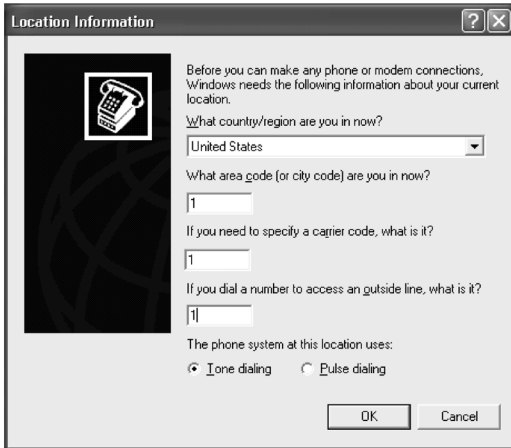 Location Information
Before you can make any phone or modem connections,
Windows needs the following information about your current
location.
What country/region are you in now?
United States
What area code (or city code) are you in now?
1
If you need to specify a carrier code, what is it?
1
If you dial a number to access an outside line, what is it?
1
The phone system at this location uses:
Tone dialing Pulse dialing
OK Cancel